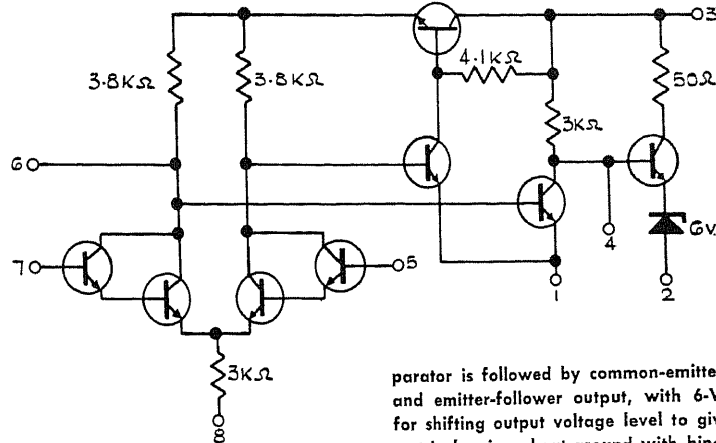 3
4.1KΩ
3.8KΩ
3.8KΩ
50Ω
3KΩ
6
7
5
4
6V.
1
2
3KΩ
8
parator is followed by common-emitte
and emitter-follower output, with 6-V
for shifting output voltage level to giv